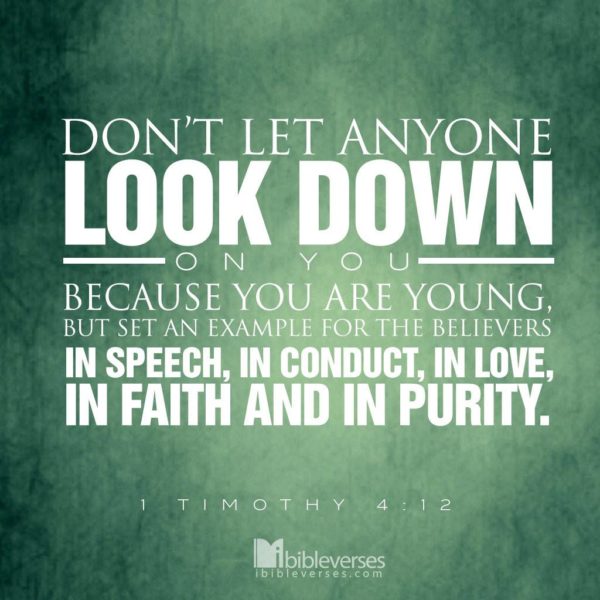 DON'T LET ANYONE
LOOK DOWN
ON YOU
BECAUSE YOU ARE YOUNG,
BUT SET AN EXAMPLE FOR THE BELIEVERS
IN SPEECH, IN CONDUCT, IN LOVE,
IN FAITH AND IN PURITY.
1 TIMOTHY 4:12
ibibleverses
ibibleverses.com